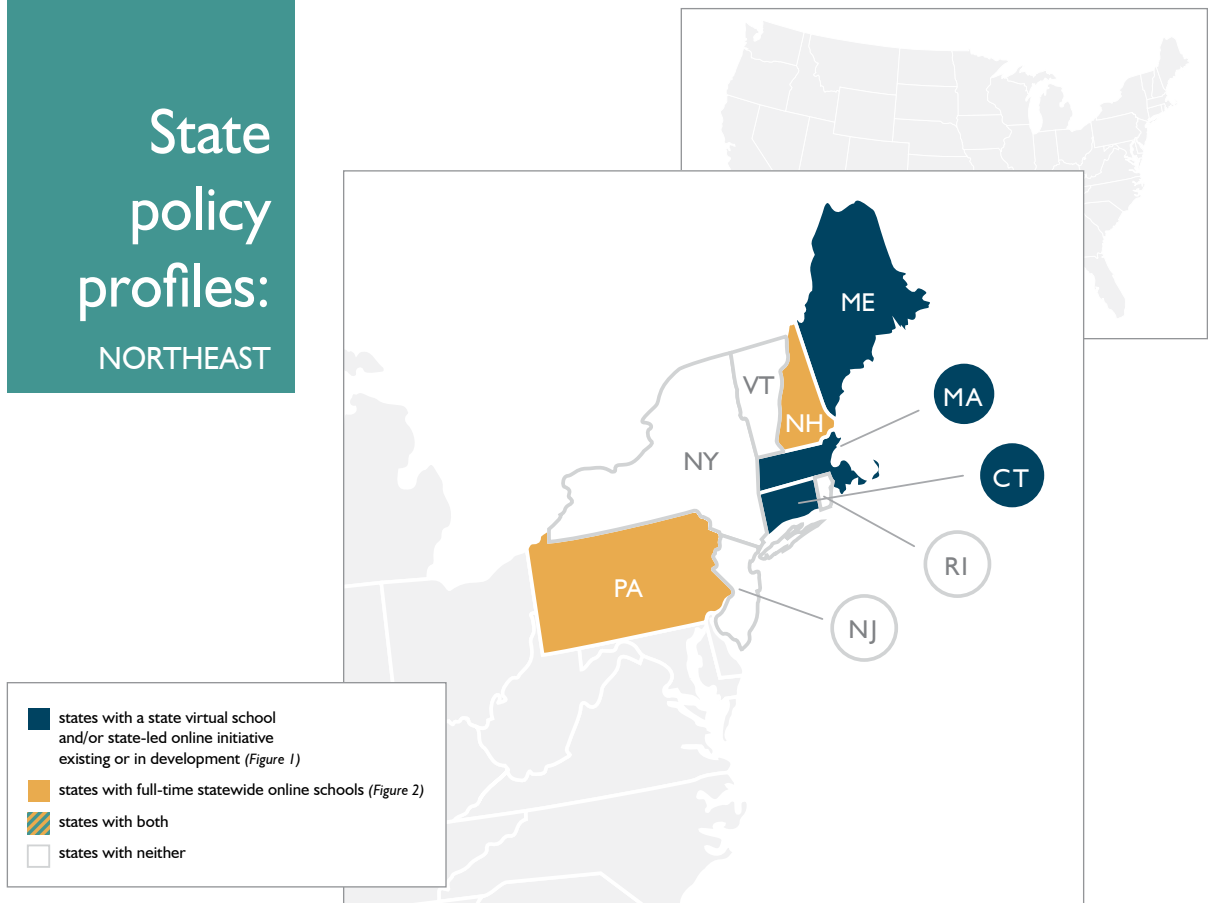 State
policy
profiles:
NORTHEAST
ME
MA
VT
NH
NY
CT
RI
PA
NJ
states with a state virtual school
and/or state-led online initiative
existing or in development (Figure 1)
states with full-time statewide online schools (Figure 2)
states with both
states with neither